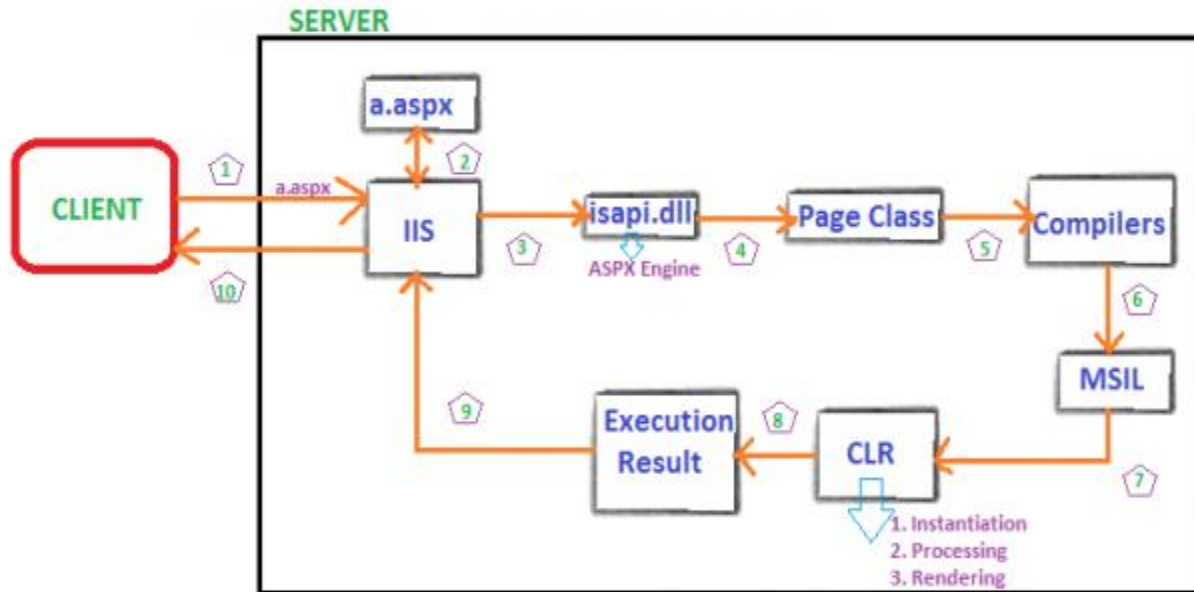 SERVER
a.aspx
CLIENT
1
a.aspx
2
IIS
3
isapi.dll
ASPX Engine
4
Page Class
5
Compilers
6
MSIL
7
CLR
1. Instantiation
2. Processing
3. Rendering
8
Execution
Result
9
10